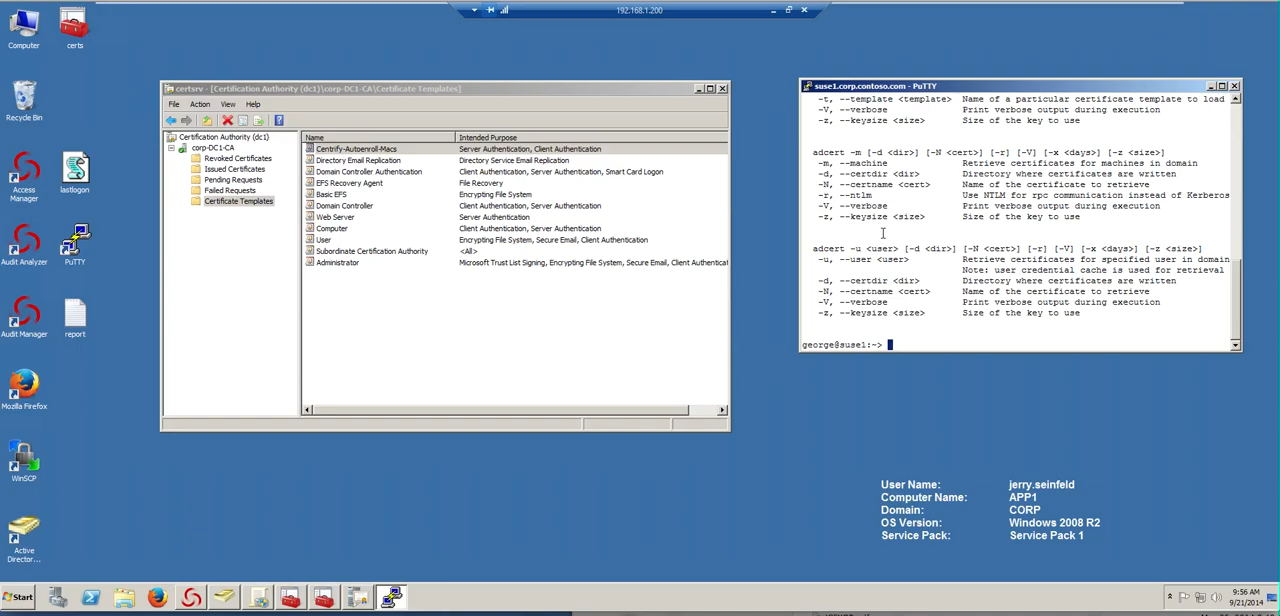 192.168.1.200
Computer
certs
Recycle Bin
Access
Manager
lastlogon
Audit Analyzer
PuTTY
Audit Manager
report
Mozilla Firefox
WinSCP
Active
Director...
certsrv - [Certification Authority (dc1)\corp-DC1-CA\Certificate Templates]
File Action View Help
Certification Authority (dc1)
corp-DC1-CA
Revoked Certificates
Issued Certificates
Pending Requests
Failed Requests
Certificate Templates
Name Intended Purpose
Centrify-Autoenroll-Macs Server Authentication, Client Authentication
Directory Email Replication Directory Service Email Replication
Domain Controller Authentication Client Authentication, Server Authentication, Smart Card Logon
EFS Recovery Agent File Recovery
Basic EFS Encrypting File System
Domain Controller Client Authentication, Server Authentication
Web Server Server Authentication
Computer Client Authentication, Server Authentication
User Encrypting File System, Secure Email, Client Authentication
Subordinate Certification Authority <All>
Administrator Microsoft Trust List Signing, Encrypting File System, Secure Email, Client Authenticat
suse1.corp.contoso.com - PuTTY
-t, --template <template> Name of a particular certificate template to load
-V, --verbose Print verbose output during execution
-z, --keysize <size> Size of the key to use
adcert -m [-d <dir>] [-N <cert>] [-r] [-V] [-x <days>] [-z <size>]
-m, --machine Retrieve certificates for machines in domain
-d, --certdir <dir> Directory where certificates are written
-N, --certname <cert> Name of the certificate to retrieve
-r, --ntlm Use NTLM for rpc communication instead of Kerberos
-V, --verbose Print verbose output during execution
-z, --keysize <size> Size of the key to use
adcert -u <user> [-d <dir>] [-N <cert>] [-r] [-V] [-x <days>] [-z <size>]
-u, --user <user> Retrieve certificates for specified user in domain
Note: user credential cache is used for retrieval
-d, --certdir <dir> Directory where certificates are written
-N, --certname <cert> Name of the certificate to retrieve
-V, --verbose Print verbose output during execution
-z, --keysize <size> Size of the key to use
george@suse1:~>
User Name: jerry.seinfeld
Computer Name: APP1
Domain: CORP
OS Version: Windows 2008 R2
Service Pack: Service Pack 1
Start
9:56 AM
9/21/2014